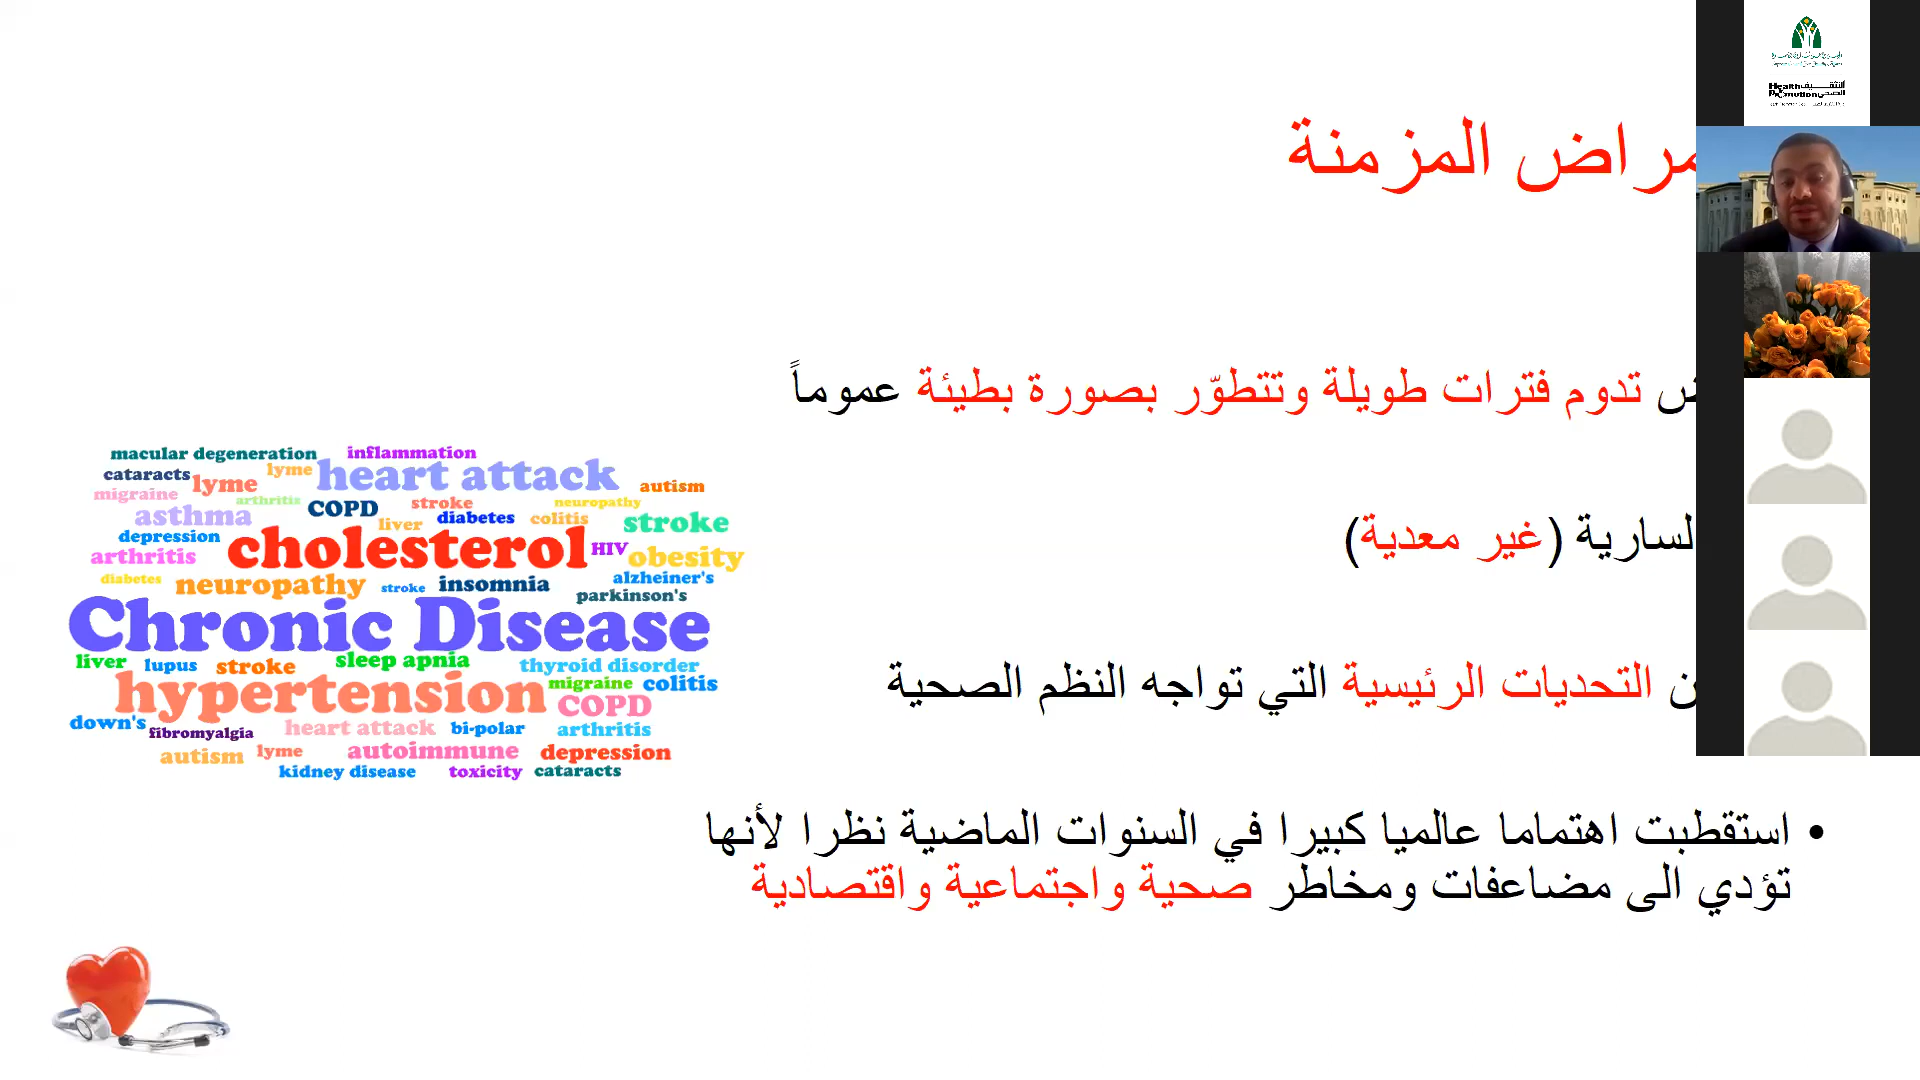 مراض المزمنة
ض تدوم فترات طويلة وتتطوّر بصورة بطيئة عموماً
لسارية (غير معدية)
ن التحديات الرئيسية التي تواجه النظم الصحية
• استقطبت اهتماما عالميا كبيرا في السنوات الماضية نظرا لأنها
تؤدي الى مضاعفات ومخاطر صحية واجتماعية واقتصادية
macular degeneration inflammation
cataracts lyme lyme heart attack autism
migraine arthritis COPD stroke neuropathy
asthma liver diabetes colitis stroke
depression cholesterol HIV obesity
arthritis
diabetes neuropathy stroke insomnia alzheimer's
parkinson's
Chronic Disease
liver lupus stroke sleep apnia thyroid disorder
hypertension migraine colitis
COPD
down's fibromyalgia heart attack bi-polar arthritis
autism lyme autoimmune depression
kidney disease toxicity cataracts
Health التثقيف
Promotion الصحي